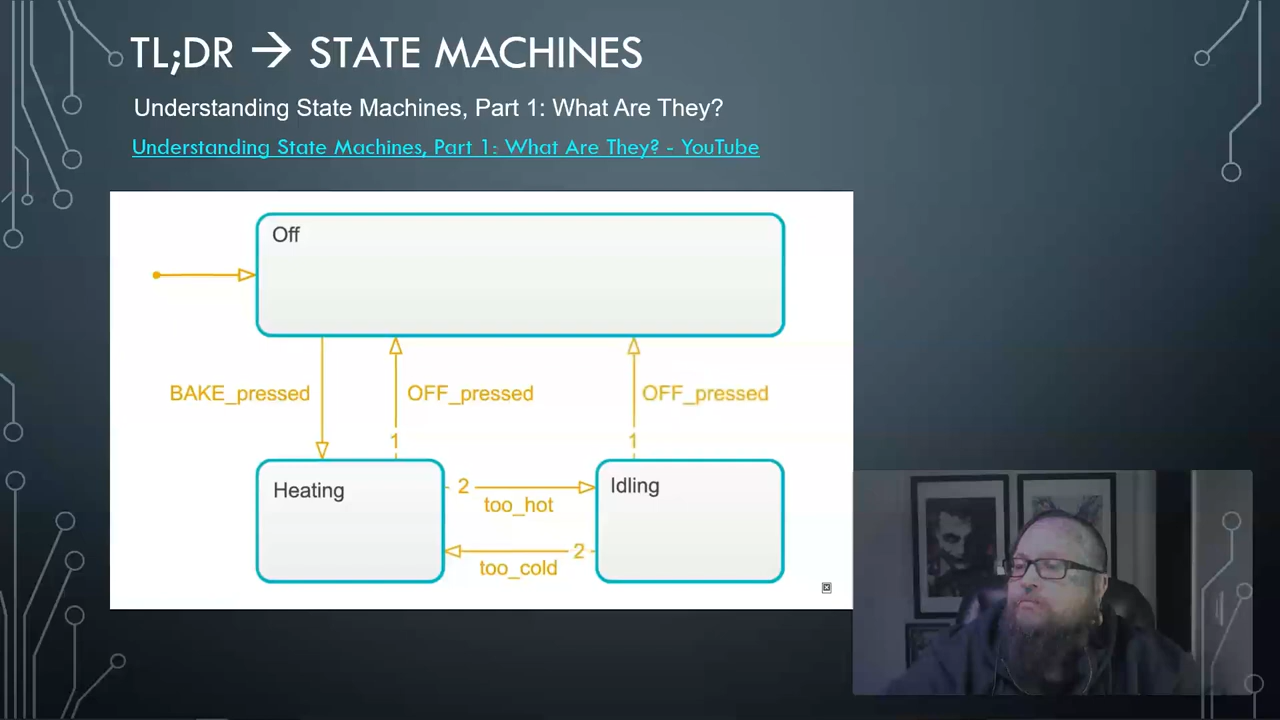 TL;DR → STATE MACHINES
Understanding State Machines, Part 1: What Are They?
Understanding State Machines, Part 1: What Are They? - YouTube
Off
BAKE_pressed
OFF_pressed
OFF_pressed
1
1
Heating
2
too_hot
Idling
2
too_cold